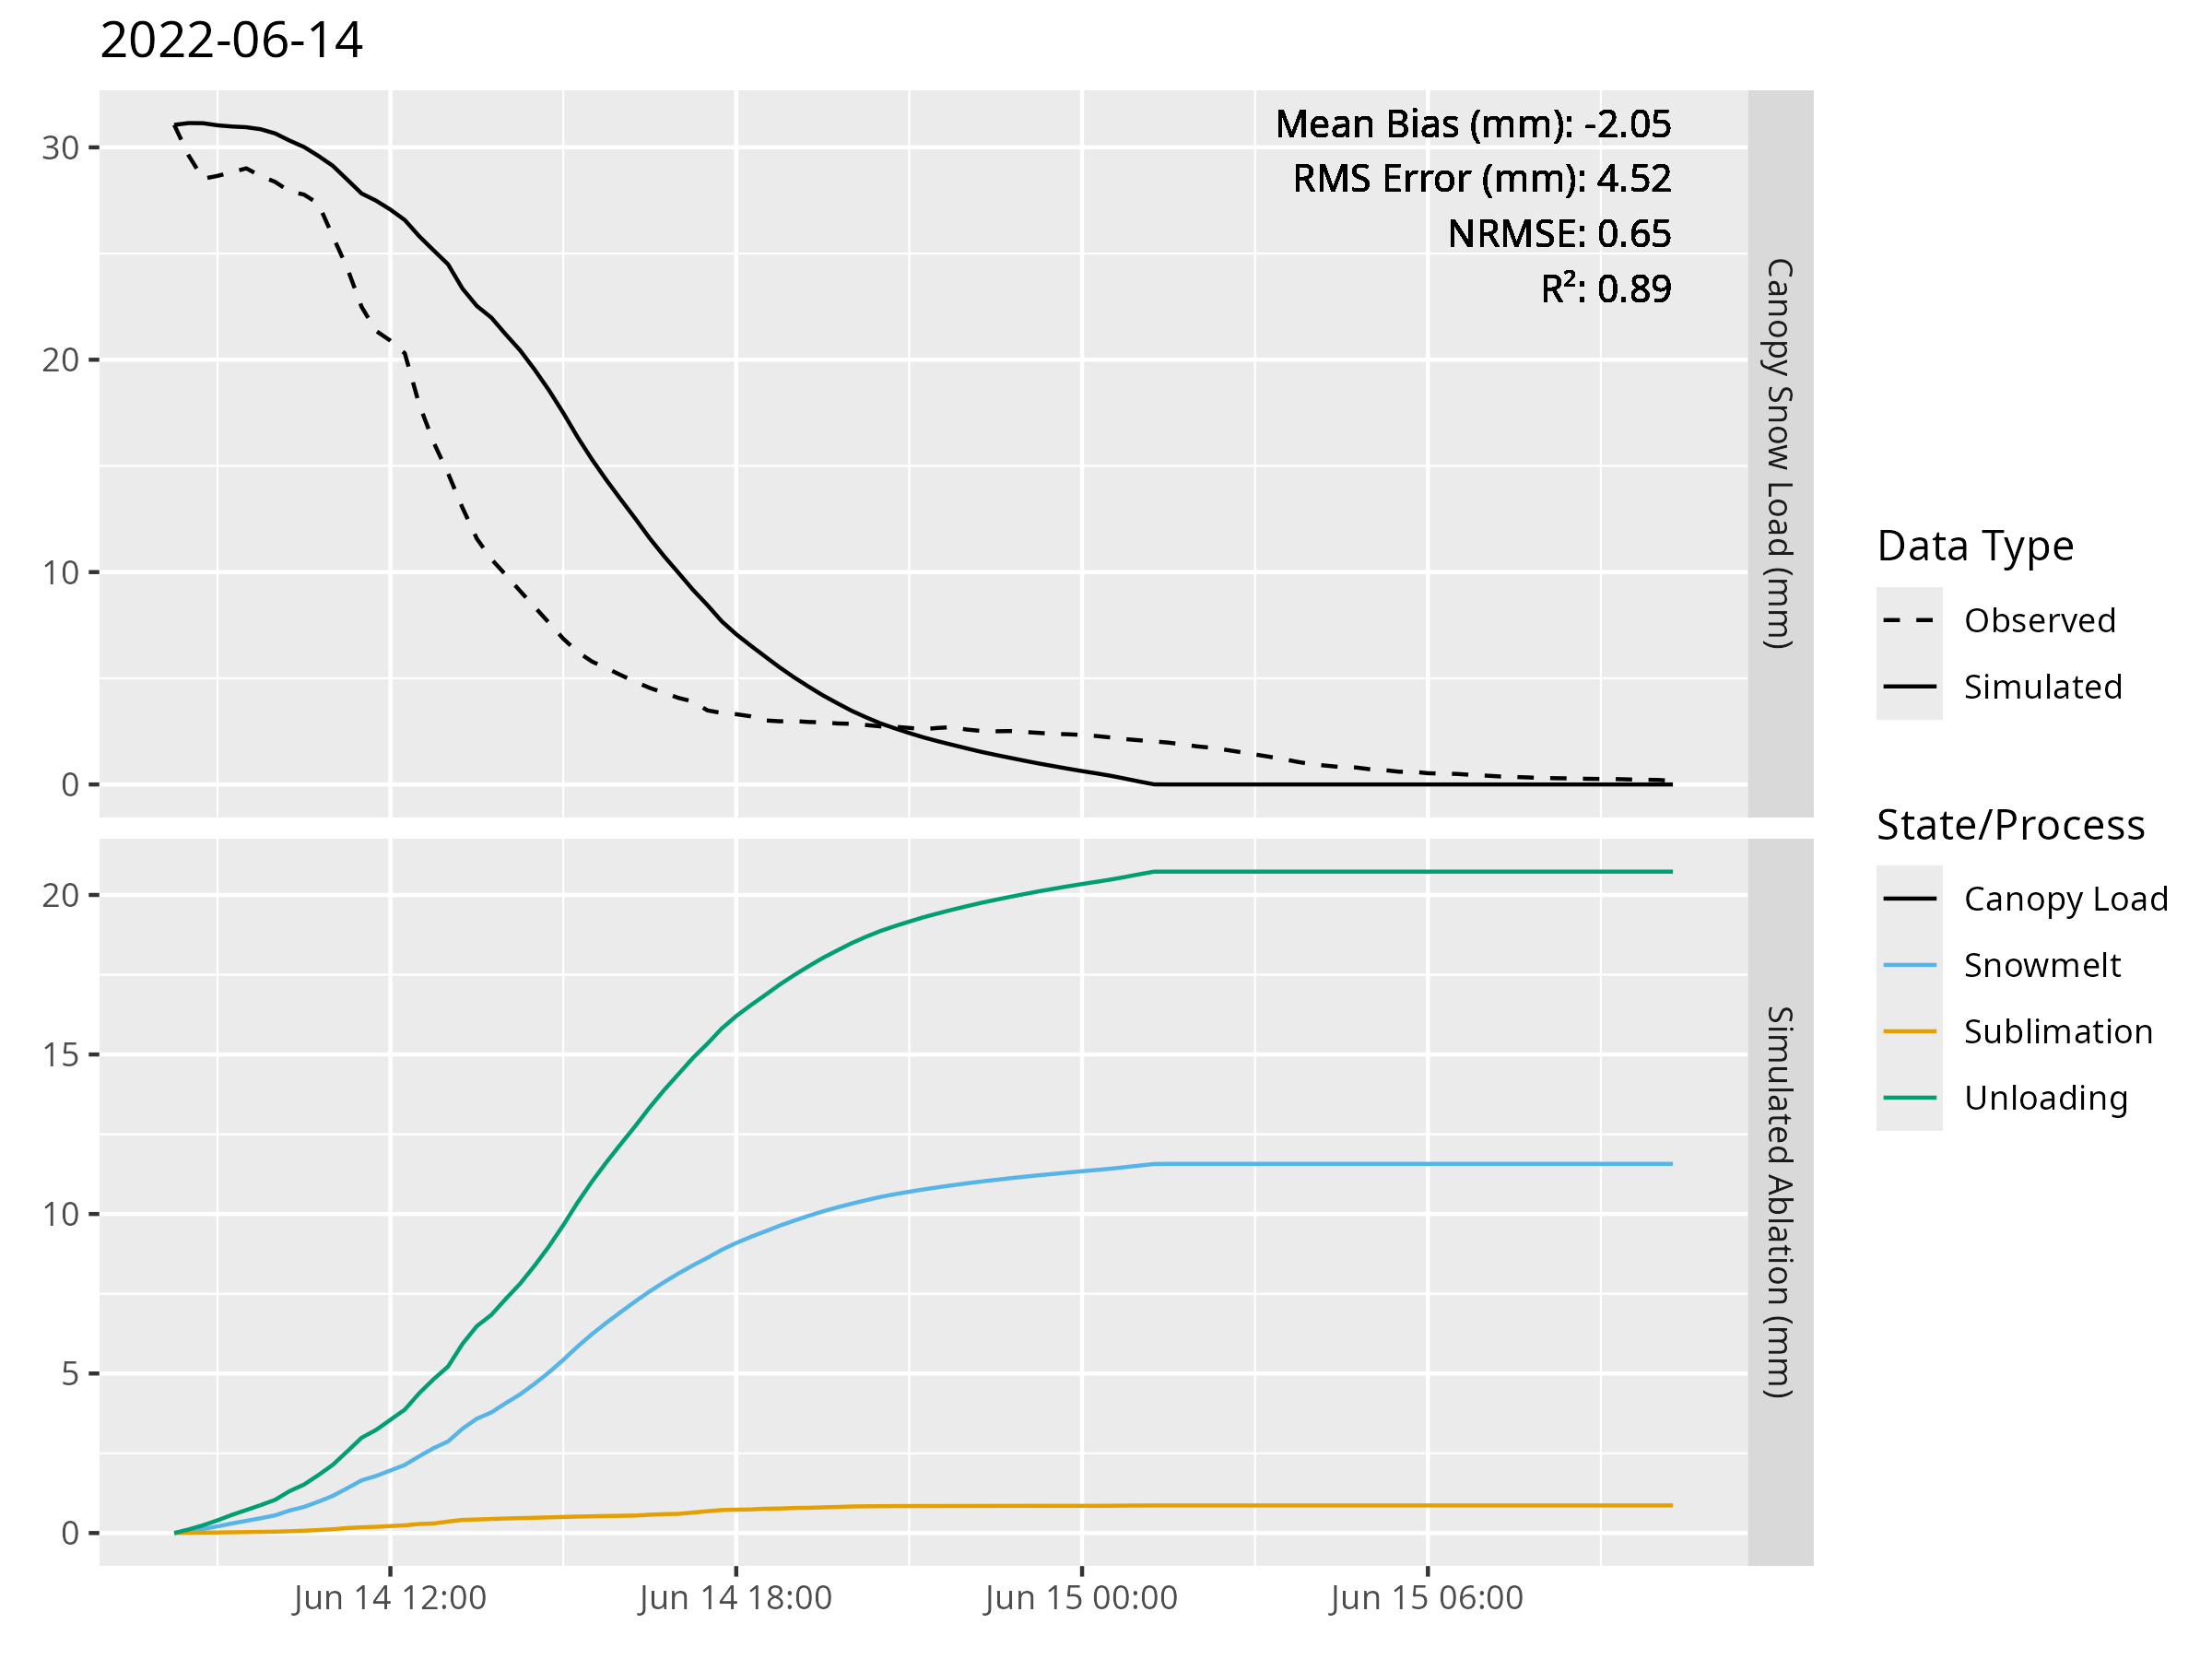 2022-06-14
30
20
10
0
Mean Bias (mm): -2.05
RMS Error (mm): 4.52
NRMSE: 0.65
R²: 0.89
Canopy Snow Load (mm)
20
15
10
5
0
Simulated Ablation (mm)
Jun 14 12:00
Jun 14 18:00
Jun 15 00:00
Jun 15 06:00
Data Type
Observed
Simulated
State/Process
Canopy Load
Snowmelt
Sublimation
Unloading